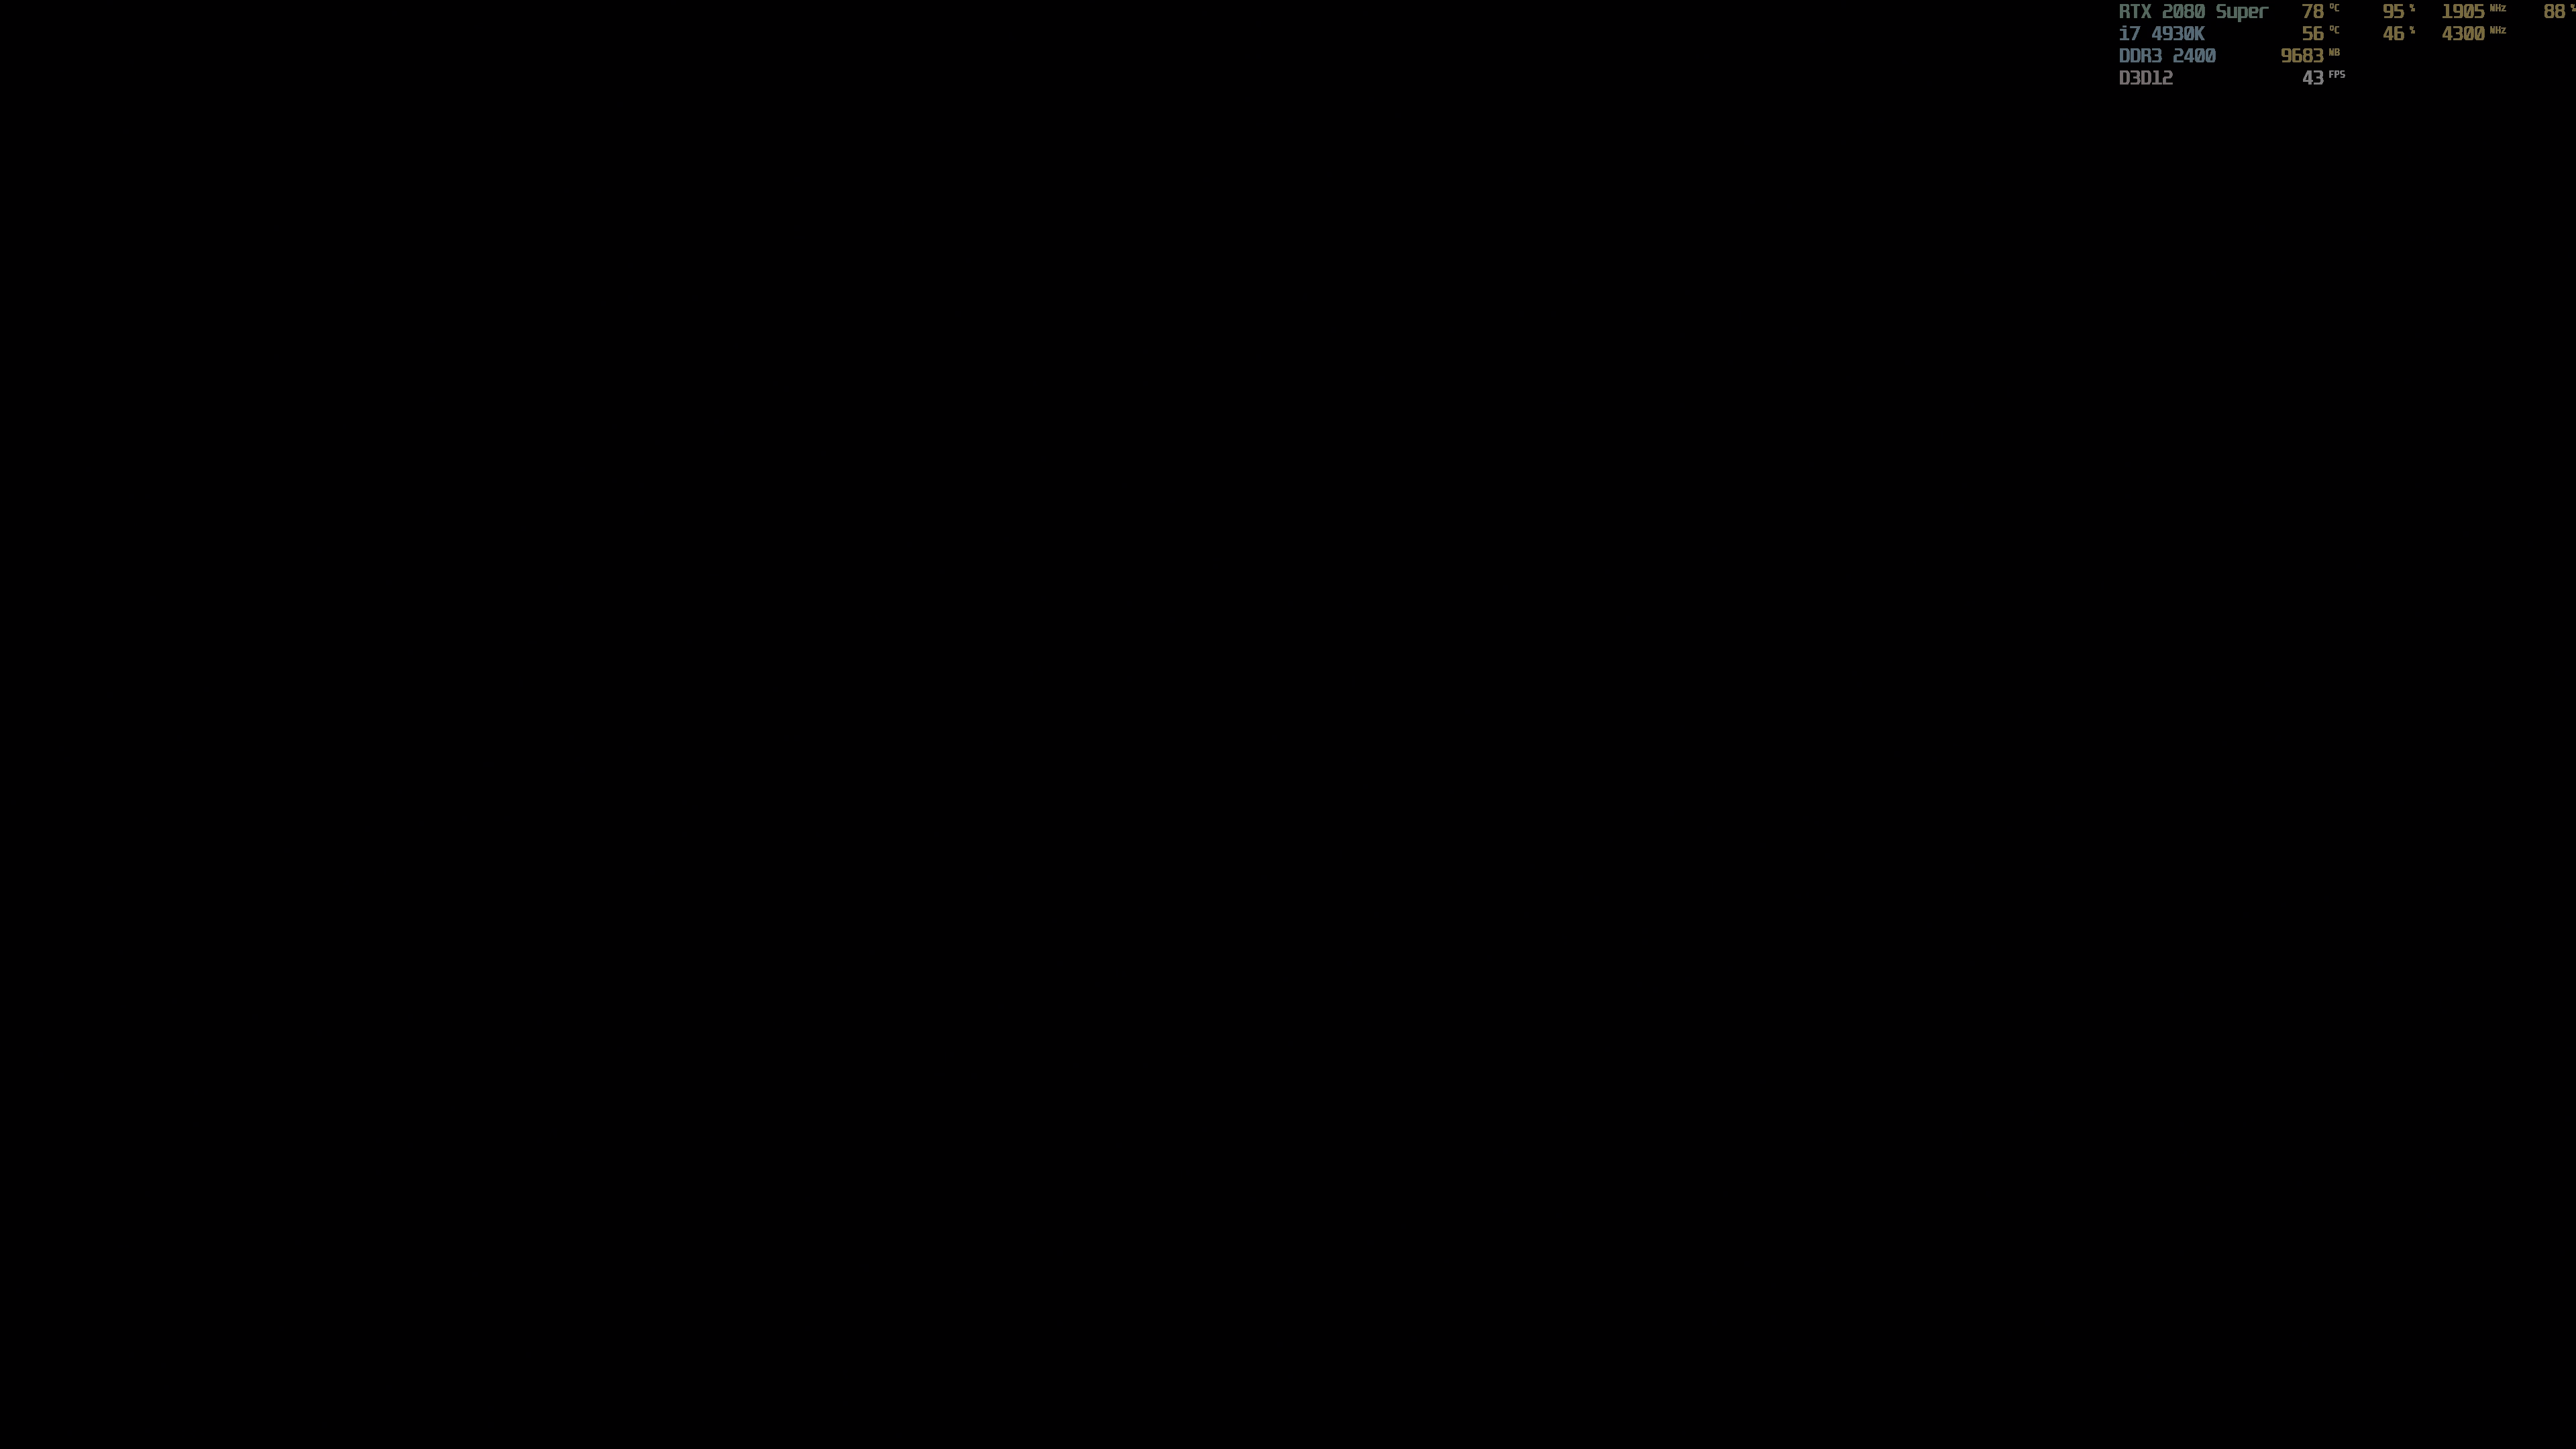 RTX 2080 Super 78 °C 95 % 1905 MHz 88 %
i7 4930K 56 °C 46 % 4300 MHz
DDR3 2400 9683 MB
D3D12 43 FPS